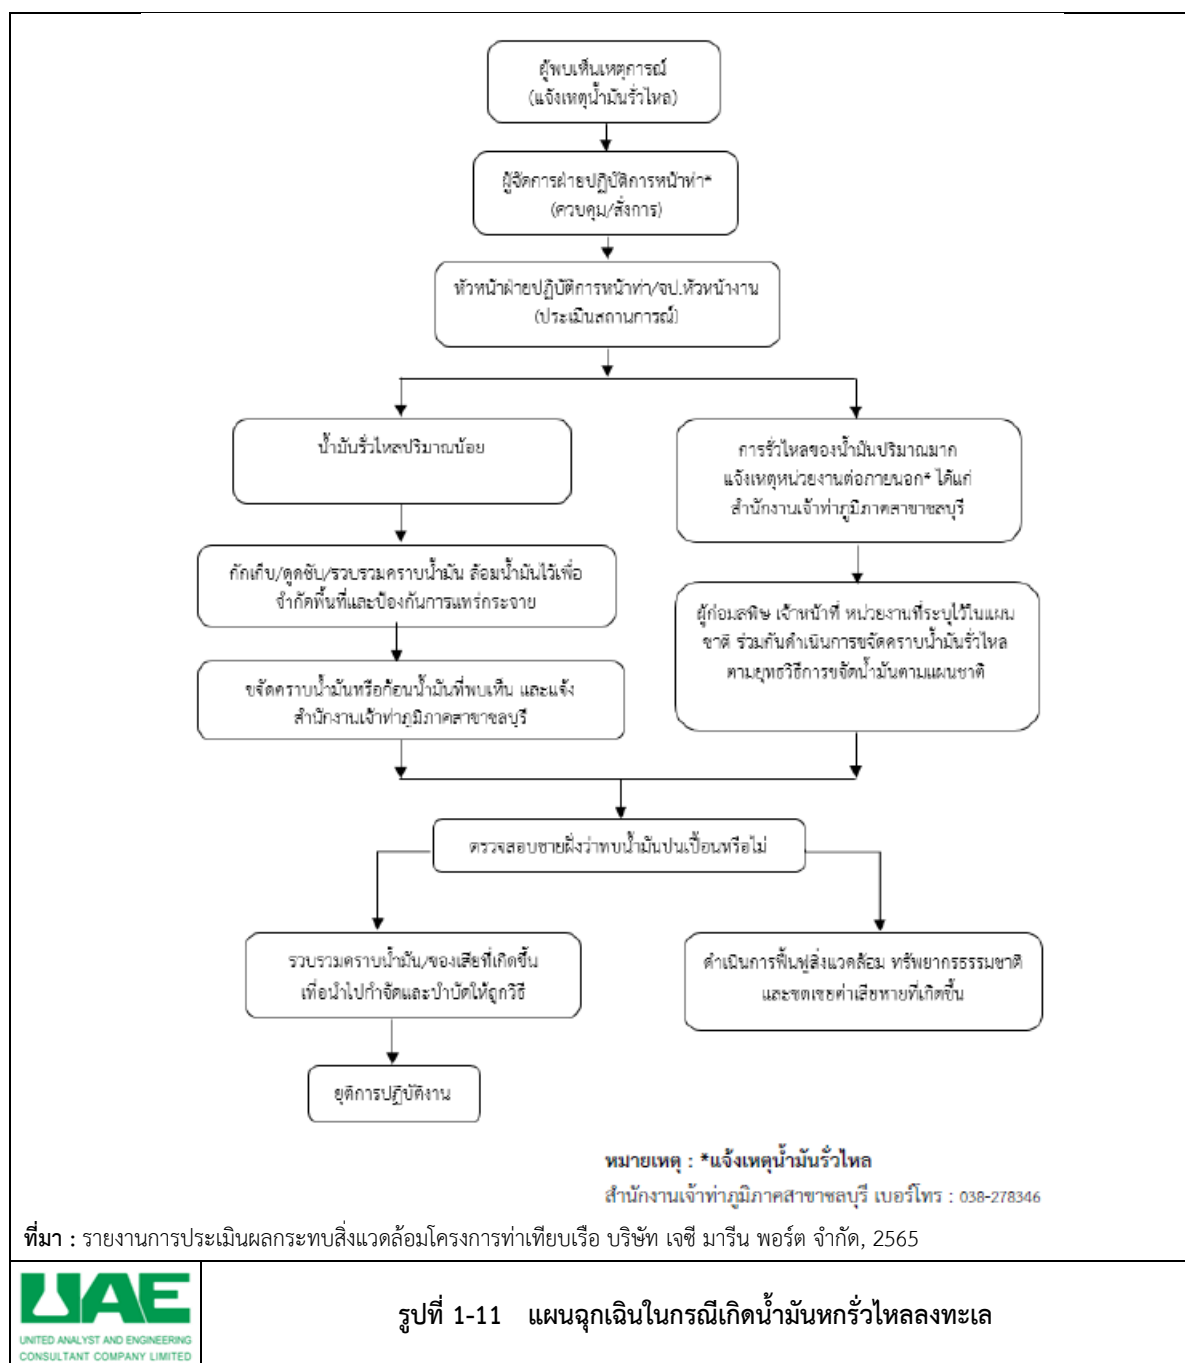 ผู้พบเห็นเหตุการณ์
(แจ้งเหตุน้ำมันรั่วไหล)
ผู้จัดการฝ่ายปฏิบัติการหน้าท่า*
(ควบคุม/สั่งการ)
หัวหน้าฝ่ายปฏิบัติการหน้าท่า/จป.หัวหน้างาน
(ประเมินสถานการณ์)
น้ำมันรั่วไหลปริมาณน้อย
การรั่วไหลของน้ำมันปริมาณมาก
แจ้งเหตุหน่วยงานต่อภายนอก* ได้แก่
สำนักงานเจ้าท่าภูมิภาคสาขาชลบุรี
กักเก็บ/ดูดซับ/รวบรวมคราบน้ำมัน ล้อมน้ำมันไว้เพื่อ
จำกัดพื้นที่และป้องกันการแพร่กระจาย
ผู้ก่อมลพิษ เจ้าหน้าที่ หน่วยงานที่ระบุไว้ในแผน
ชาติ ร่วมกันดำเนินการขจัดคราบน้ำมันรั่วไหล
ตามยุทธวิธีการขจัดน้ำมันตามแผนชาติ
ขจัดคราบน้ำมันหรือก้อนน้ำมันที่พบเห็น และแจ้ง
สำนักงานเจ้าท่าภูมิภาคสาขาชลบุรี
ตรวจสอบชายฝั่งว่าพบน้ำมันปนเปื้อนหรือไม่
รวบรวมคราบน้ำมัน/ของเสียที่เกิดขึ้น
เพื่อนำไปกำจัดและบำบัดให้ถูกวิธี
ดำเนินการฟื้นฟูสิ่งแวดล้อม ทรัพยากรธรรมชาติ
และชดเชยค่าเสียหายที่เกิดขึ้น
ยุติการปฏิบัติงาน
หมายเหตุ : *แจ้งเหตุน้ำมันรั่วไหล
สำนักงานเจ้าท่าภูมิภาคสาขาชลบุรี เบอร์โทร : 038-278346
ที่มา : รายงานการประเมินผลกระทบสิ่งแวดล้อมโครงการท่าเทียบเรือ บริษัท เจซี มารีน พอร์ต จำกัด, 2565
UAE
UNITED ANALYST AND ENGINEERING
CONSULTANT COMPANY LIMITED
รูปที่ 1-11 แผนฉุกเฉินในกรณีเกิดน้ำมันหกรั่วไหลลงทะเล